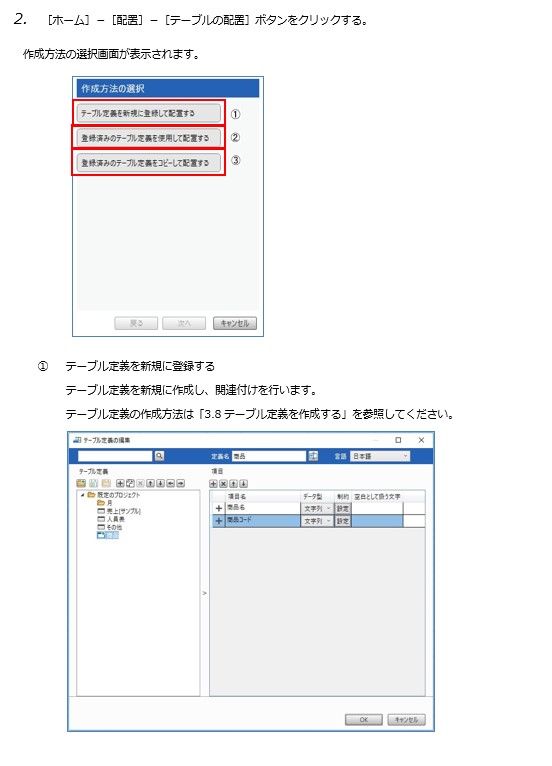 2. ［ホーム］－［配置］－［テーブルの配置］ボタンをクリックする。
作成方法の選択画面が表示されます。
作成方法の選択
テーブル定義を新規に登録して配置する ①
登録済みのテーブル定義を使用して配置する ②
登録済みのテーブル定義をコピーして配置する ③
戻る 次へ キャンセル
① テーブル定義を新規に登録する
テーブル定義を新規に作成し、関連付けを行います。
テーブル定義の作成方法は「3.8 テーブル定義を作成する」を参照してください。
テーブル定義の編集
定義名 商品 言語 日本語
テーブル定義 項目
既定のプロジェクト
月
売上[サンプル]
人員表
その他
項目名 データ型 制約 空白として扱う文字
商品名 文字列 設定
商品コード 文字列 設定
>
OK キャンセル